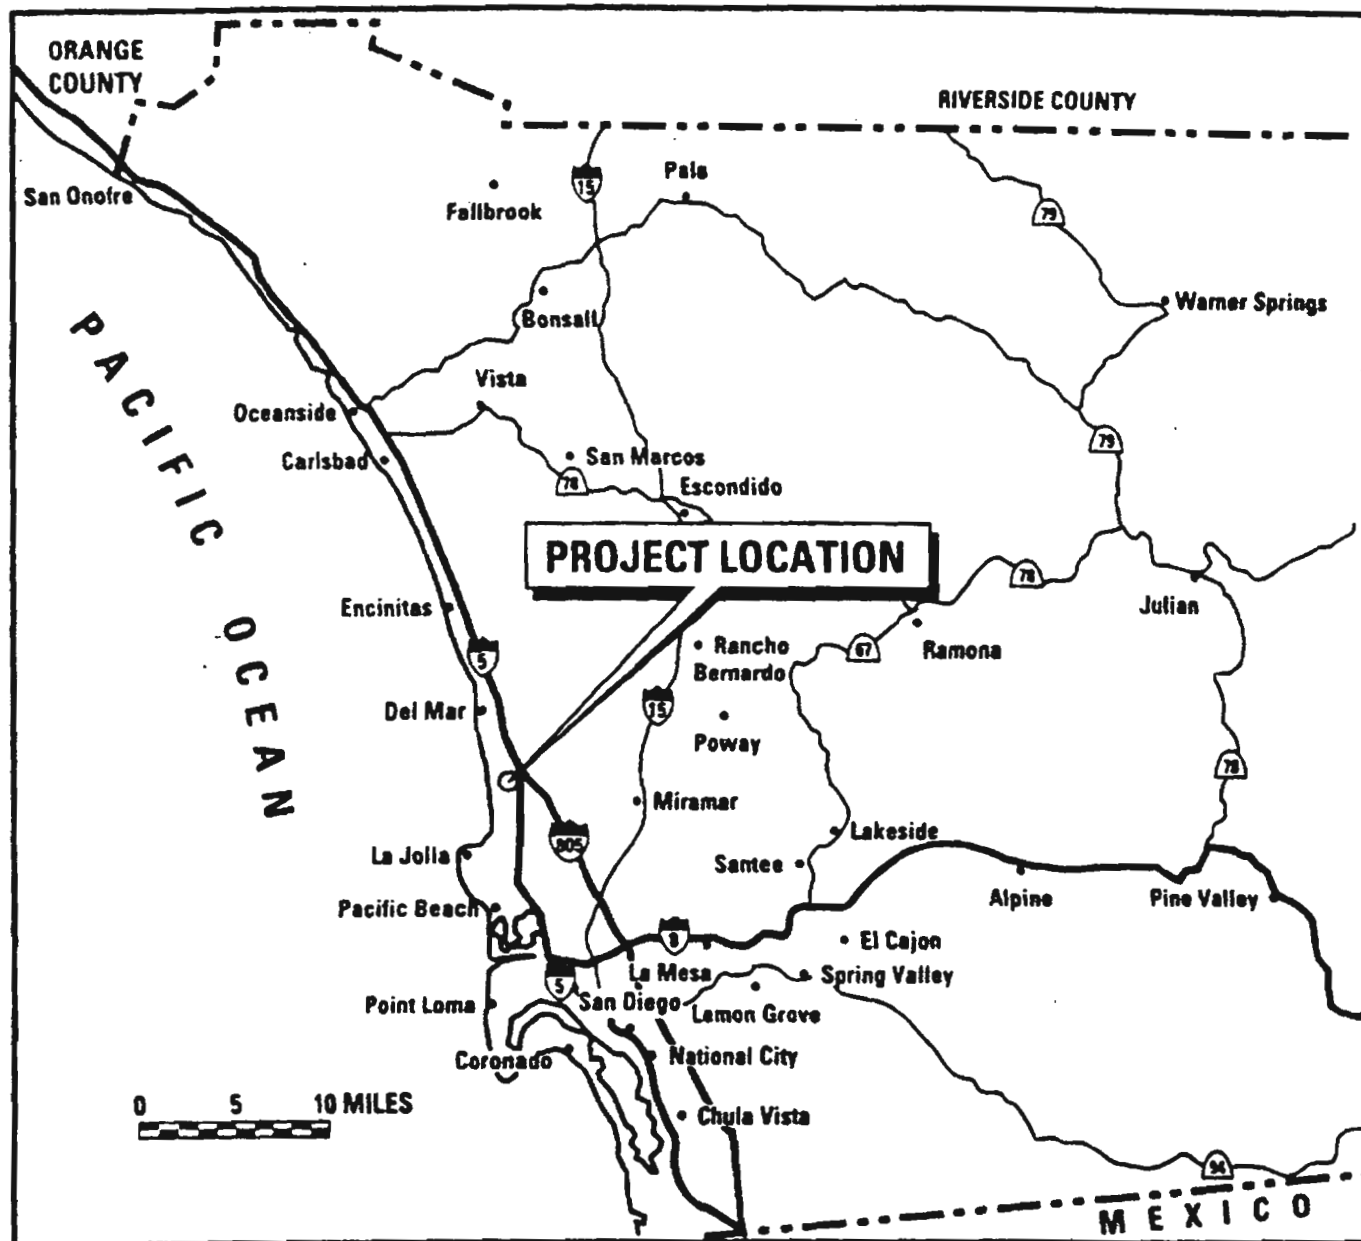 ORANGE
COUNTY
RIVERSIDE COUNTY
San Onofre
Fallbrook
15
Pala
79
Warner Springs
Bonsall
Vista
Oceanside
Carlsbad
San Marcos
78
Escondido
79
PACIFIC OCEAN
PROJECT LOCATION
78
Julian
Encinitas
5
Rancho
Bernardo
67
Ramona
Del Mar
15
Poway
78
Miramar
805
Lakeside
La Jolla
Santee
Alpine
Pine Valley
Pacific Beach
8
El Cajon
La Mesa
Spring Valley
5
San Diego
Lemon Grove
Point Loma
Coronado
National City
0 5 10 MILES
Chula Vista
94
MEXICO